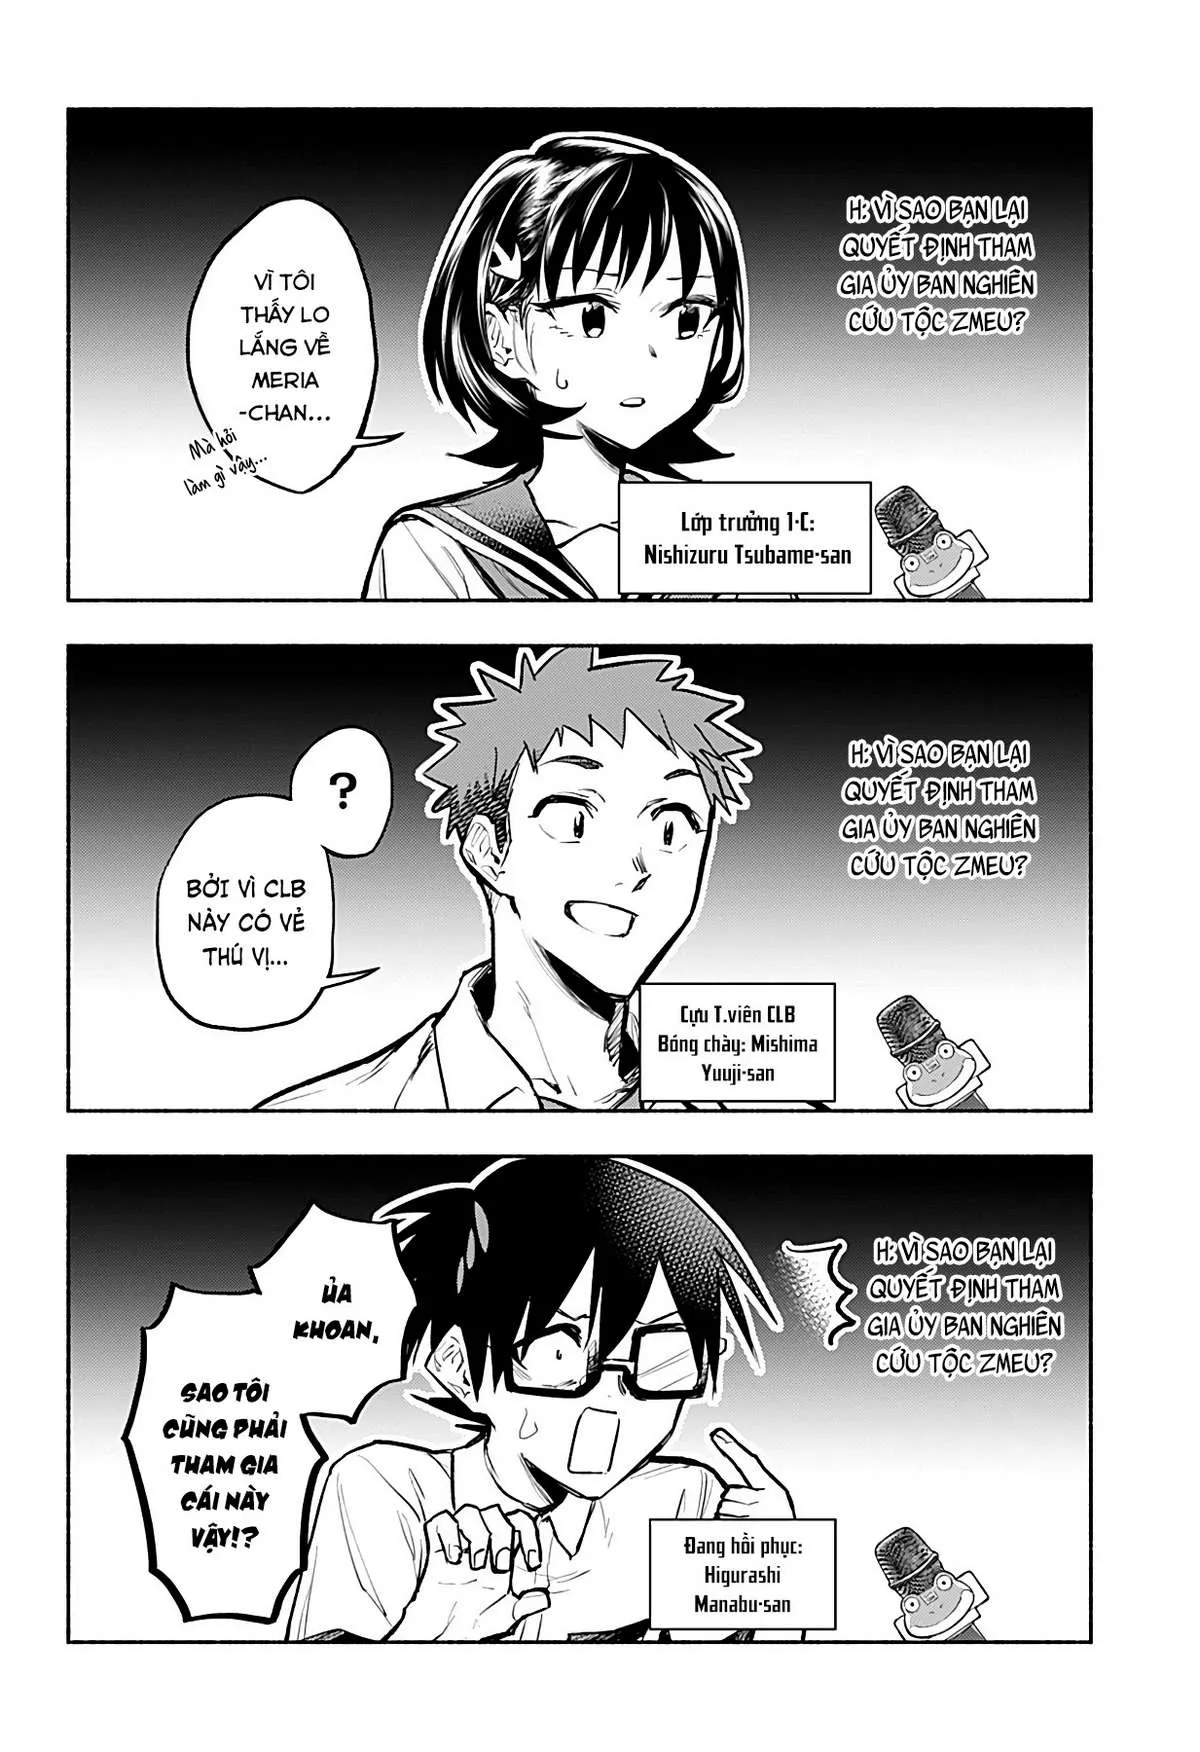 H: VÌ SAO BẠN LẠI
QUYẾT ĐỊNH THAM
GIA ỦY BAN NGHIÊN
CỨU TỘC ZMEU?
VÌ TÔI
THẤY LO
LẮNG VỀ
MERIA
-CHAN...
Mà hỏi
làm gì vậy...
Lớp trưởng 1-C:
Nishizuru Tsubame-san
H: VÌ SAO BẠN LẠI
QUYẾT ĐỊNH THAM
GIA ỦY BAN NGHIÊN
CỨU TỘC ZMEU?
?
BỞI VÌ CLB
NÀY CÓ VẺ
THÚ VỊ...
Cựu T.viên CLB
Bóng chày: Mishima
Yuuji-san
H: VÌ SAO BẠN LẠI
QUYẾT ĐỊNH THAM
GIA ỦY BAN NGHIÊN
CỨU TỘC ZMEU?
ỦA
KHOAN,
SAO TÔI
CŨNG PHẢI
THAM GIA
CÁI NÀY
VẬY!?
Đang hồi phục:
Higurashi
Manabu-san